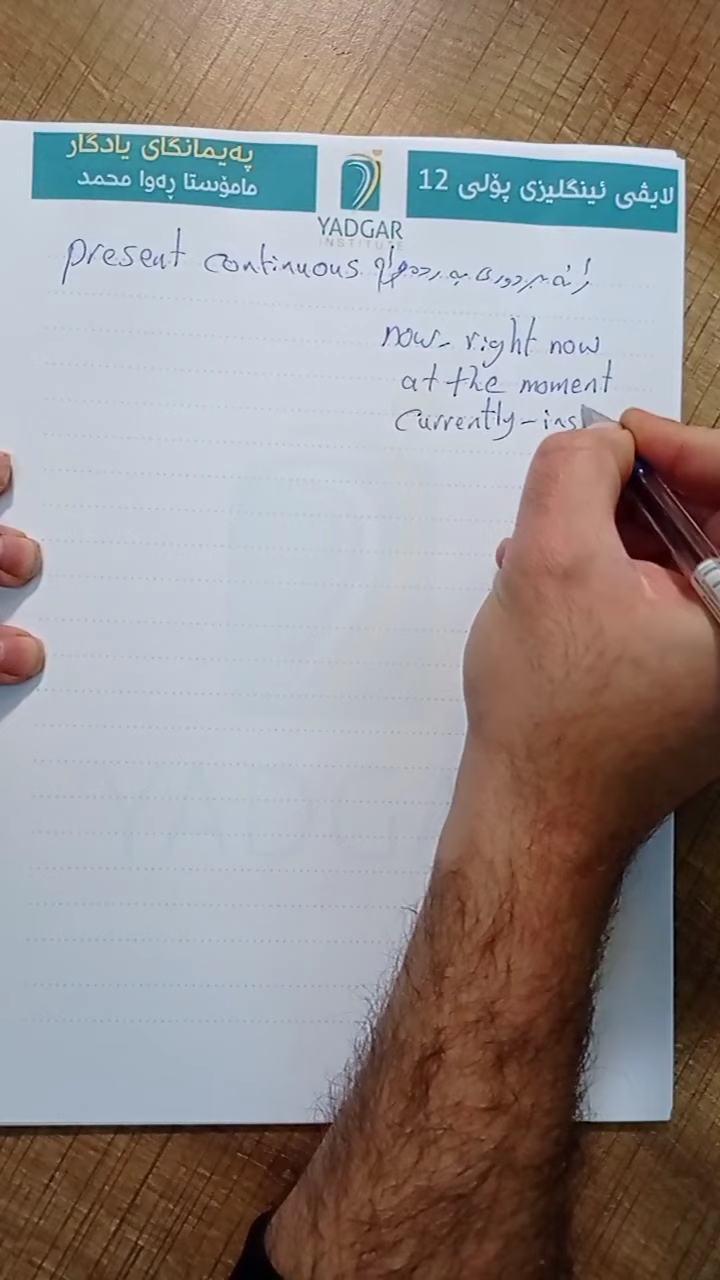 پەیمانگای یادگار
مامۆستا ڕەوا محمد
YADGAR
INSTITUTE
لایڤی ئینگلیزی پۆلی 12
present continuous
now - right now
at the moment
currently - ins
YADGA